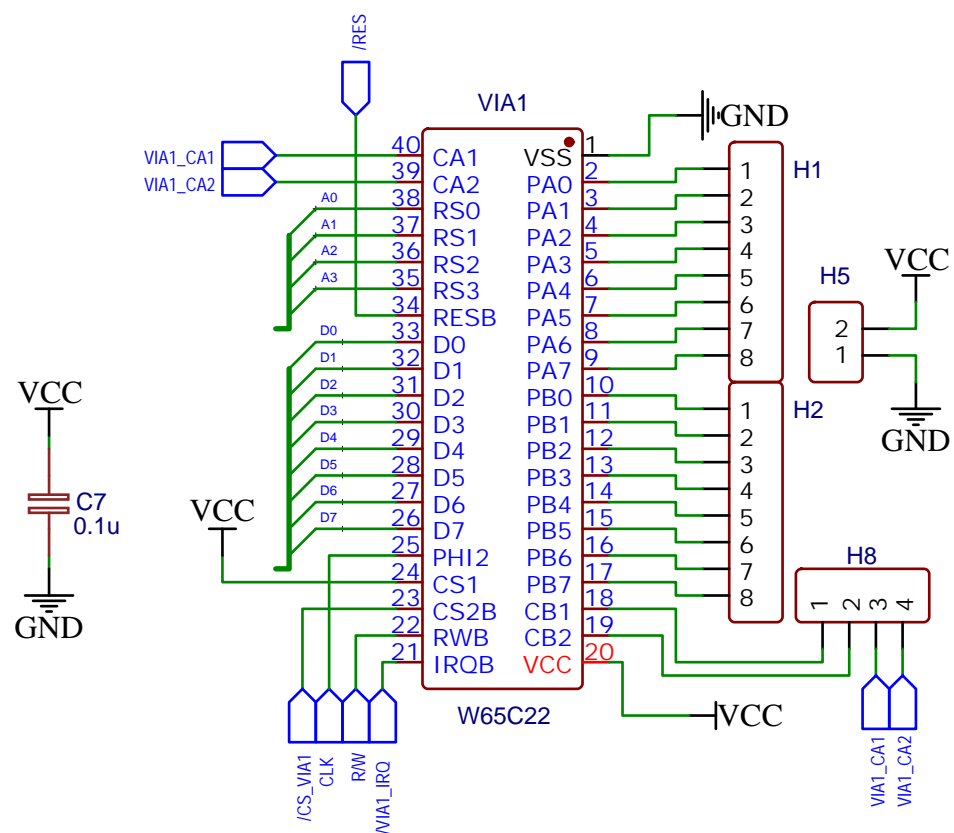 /RES
VIA1
GND
40 CA1 VSS 1
VIA1_CA1
39 CA2 PA0 2
VIA1_CA2
38 RS0 PA1 3
A0
37 RS1 PA2 4
A1
36 RS2 PA3 5
A2
35 RS3 PA4 6
A3
34 RESB PA5 7
33 D0 PA6 8
D0
32 D1 PA7 9
D1
31 D2 PB0 10
D2
30 D3 PB1 11
D3
29 D4 PB2 12
D4
28 D5 PB3 13
D5
27 D6 PB4 14
D6
26 D7 PB5 15
D7
25 PHI2 PB6 16
24 CS1 PB7 17
23 CS2B CB1 18
22 RWB CB2 19
21 IRQB VCC 20
W65C22
H1
1
2
3
4
5
6
7
8
H2
1
2
3
4
5
6
7
8
VCC
H5
2
1
GND
H8
1 2 3 4
VIA1_CA1
VIA1_CA2
VCC
VCC
C7
0.1u
GND
VCC
/CS_VIA1
CLK
R/W
/VIA1_IRQ